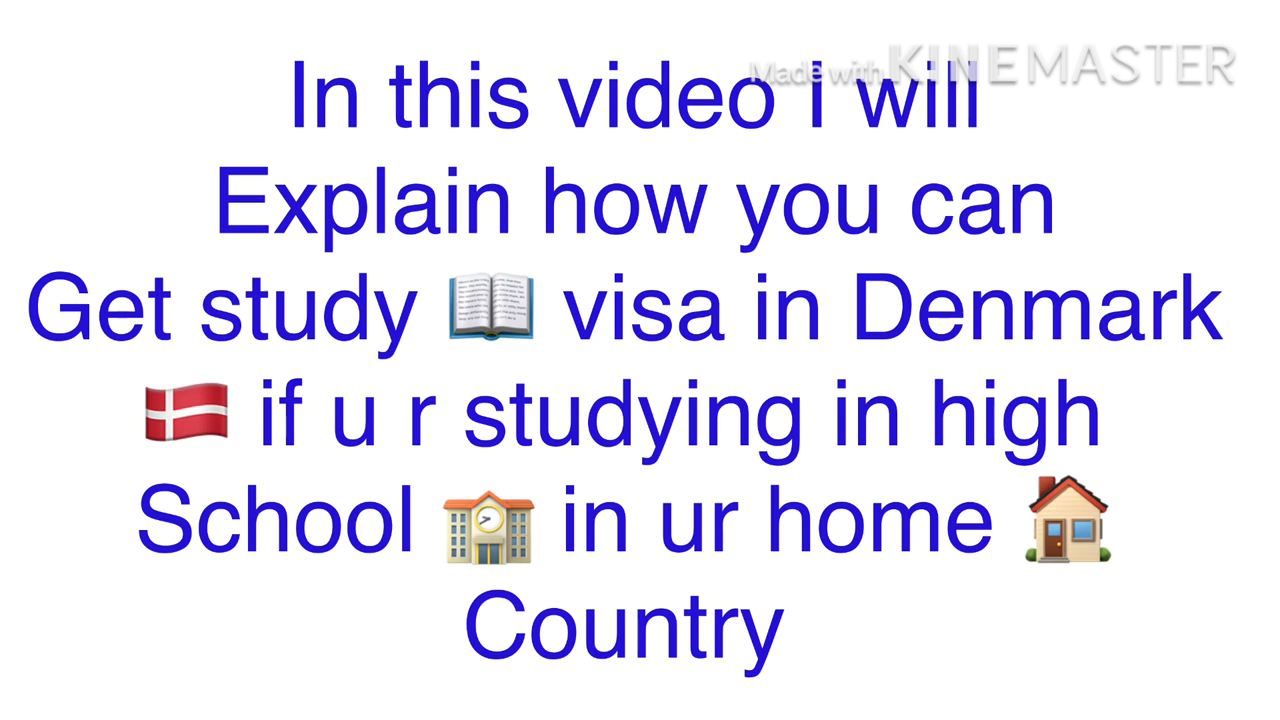 Made with KINEMASTER
In this video I will
Explain how you can
Get study 📖 visa in Denmark
🇩🇰 if u r studying in high
School 🏫 in ur home 🏠
Country